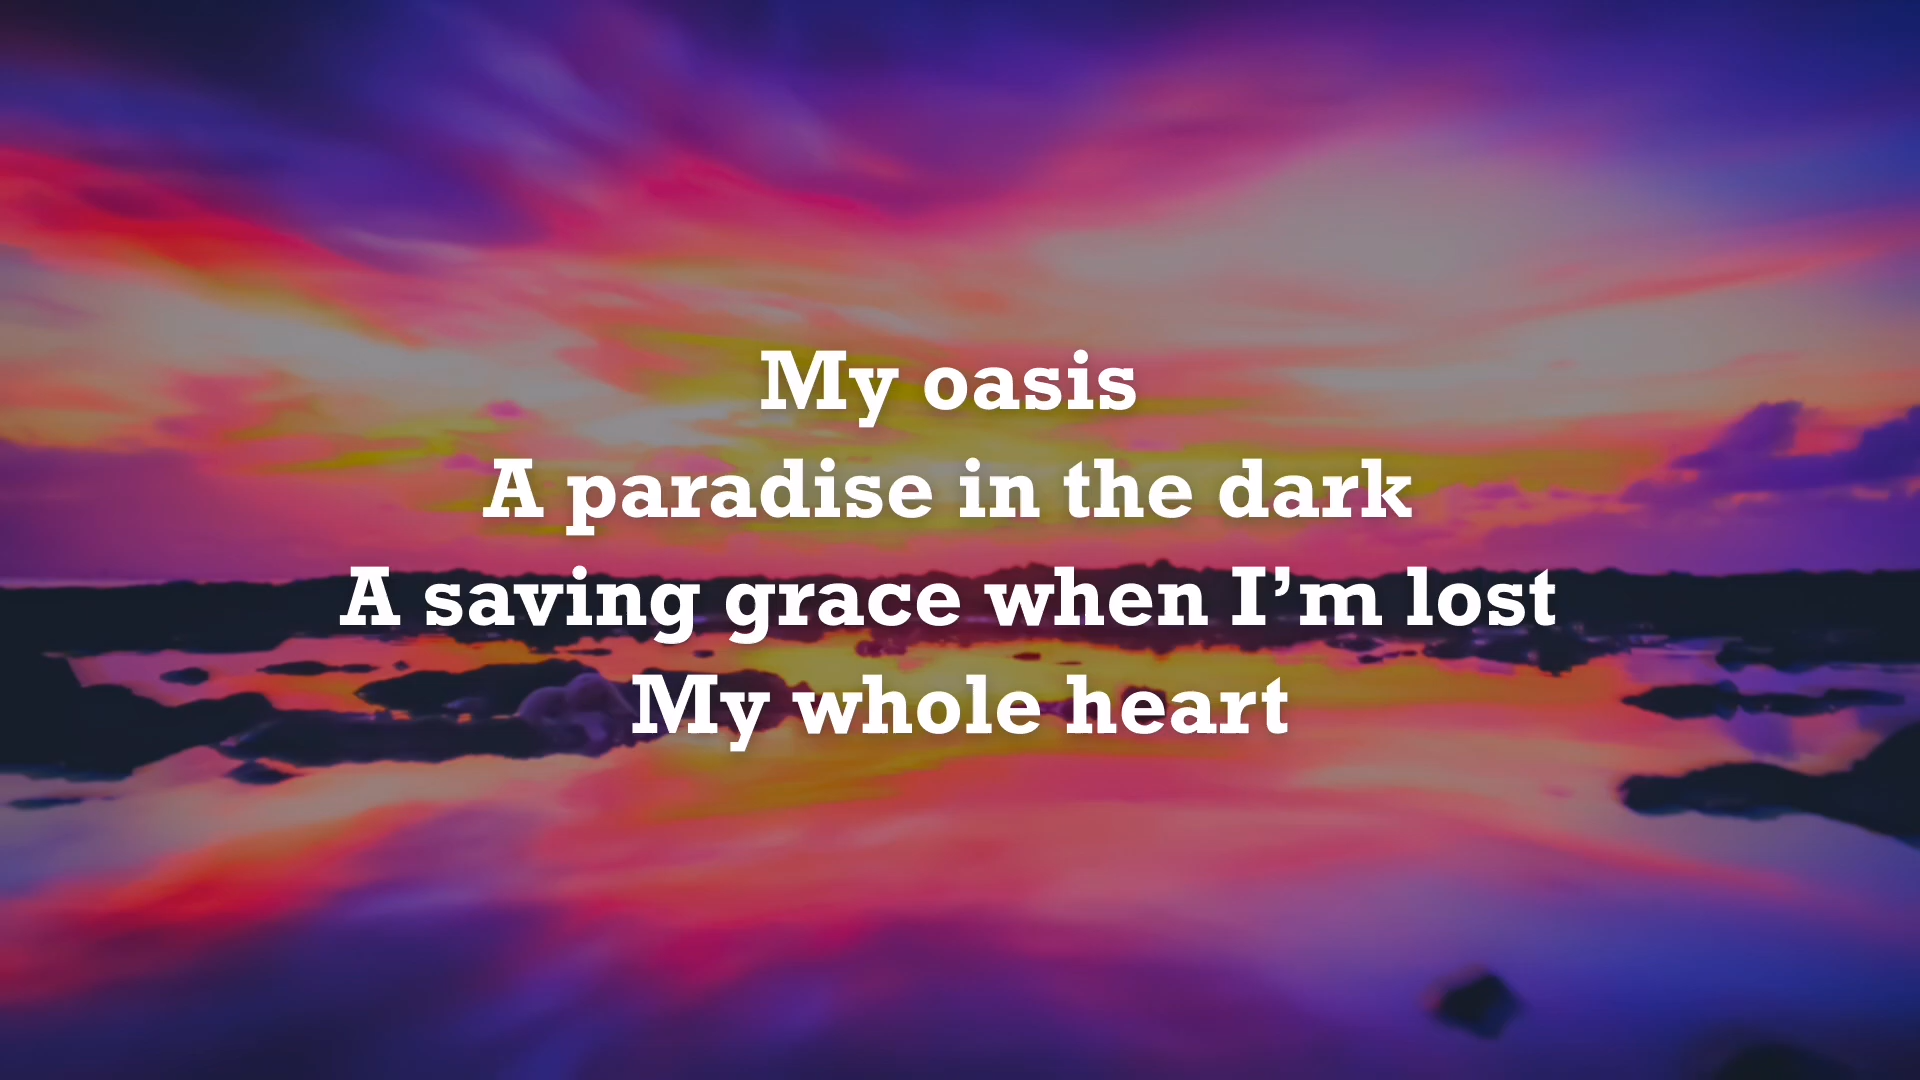 My oasis
A paradise in the dark
A saving grace when I’m lost
My whole heart